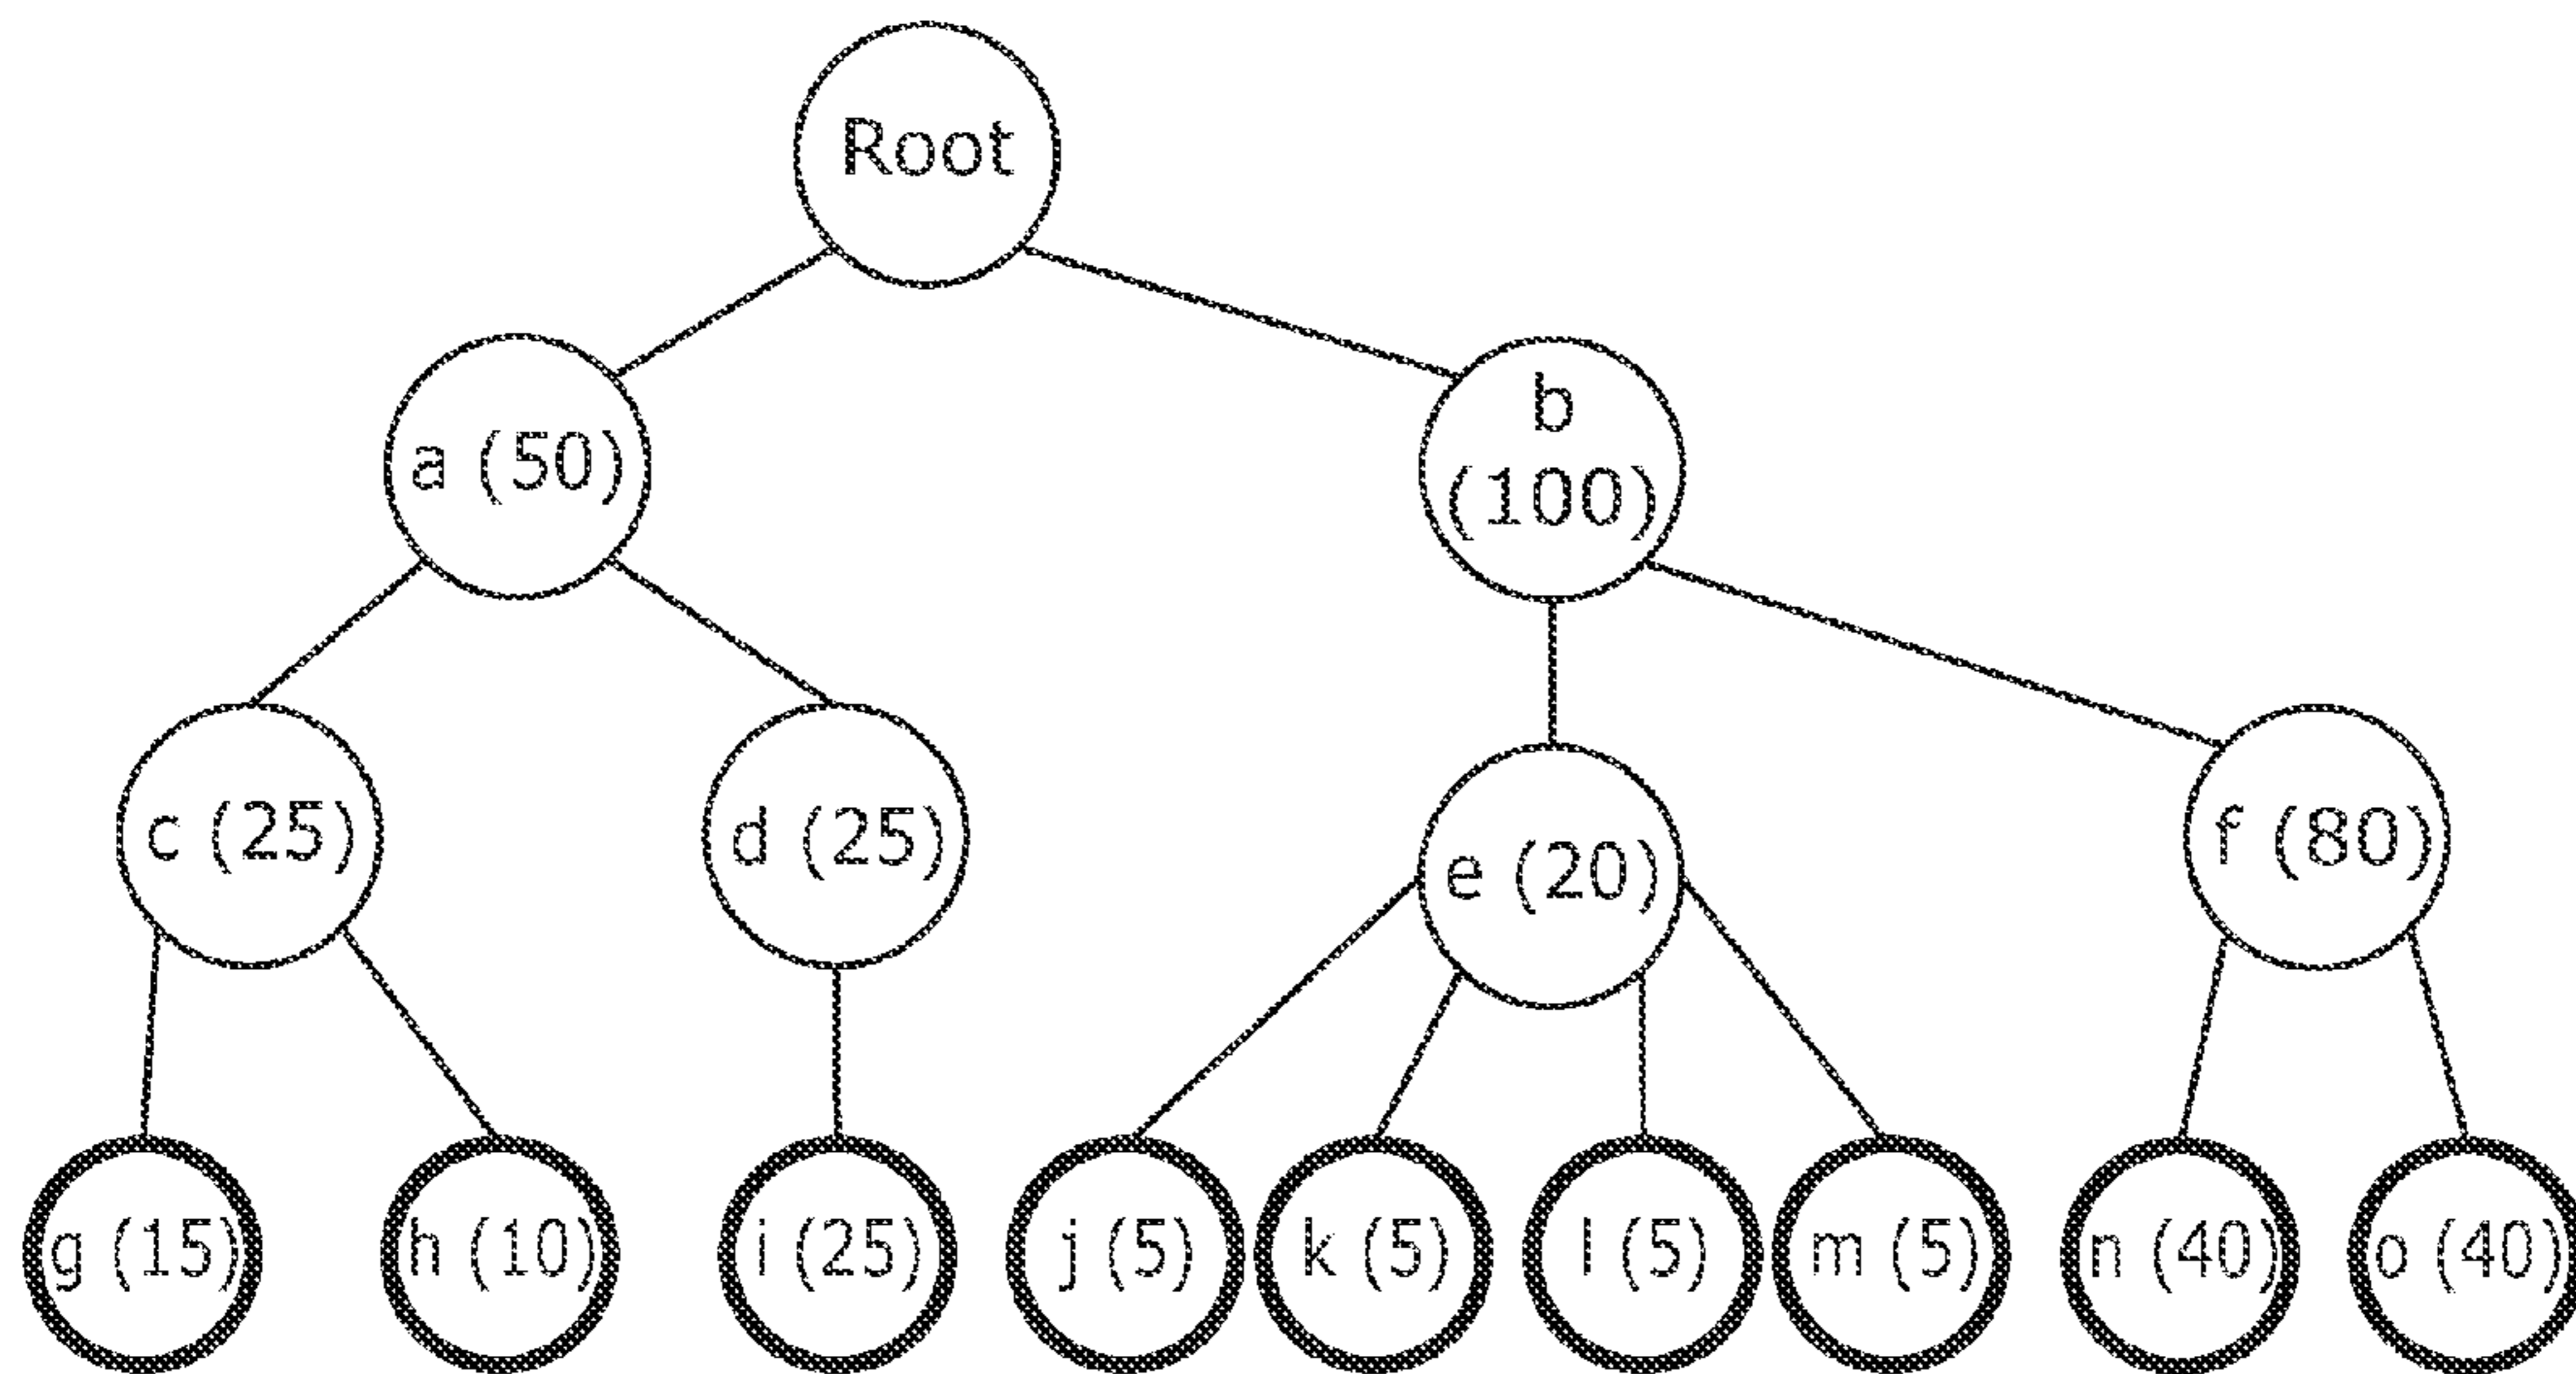 Root
a (50)
b
(100)
c (25)
d (25)
e (20)
f (80)
g (15)
h (10)
i (25)
j (5)
k (5)
l (5)
m (5)
n (40)
o (40)